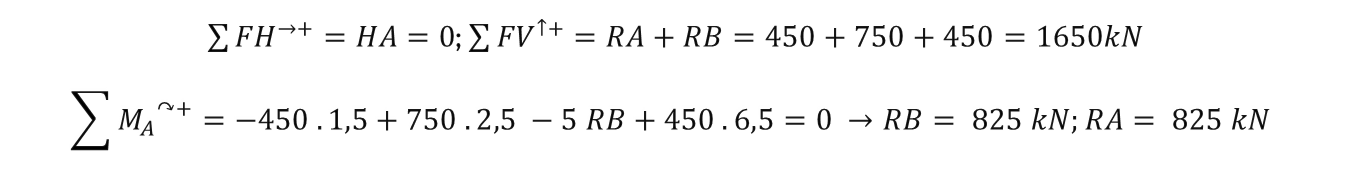 ∑ FH→+ = HA = 0; ∑ FV↑+ = RA + RB = 450 + 750 + 450 = 1650kN
∑ M_A↷+ = −450 . 1,5 + 750 . 2,5 − 5 RB + 450 . 6,5 = 0 → RB = 825 kN; RA = 825 kN